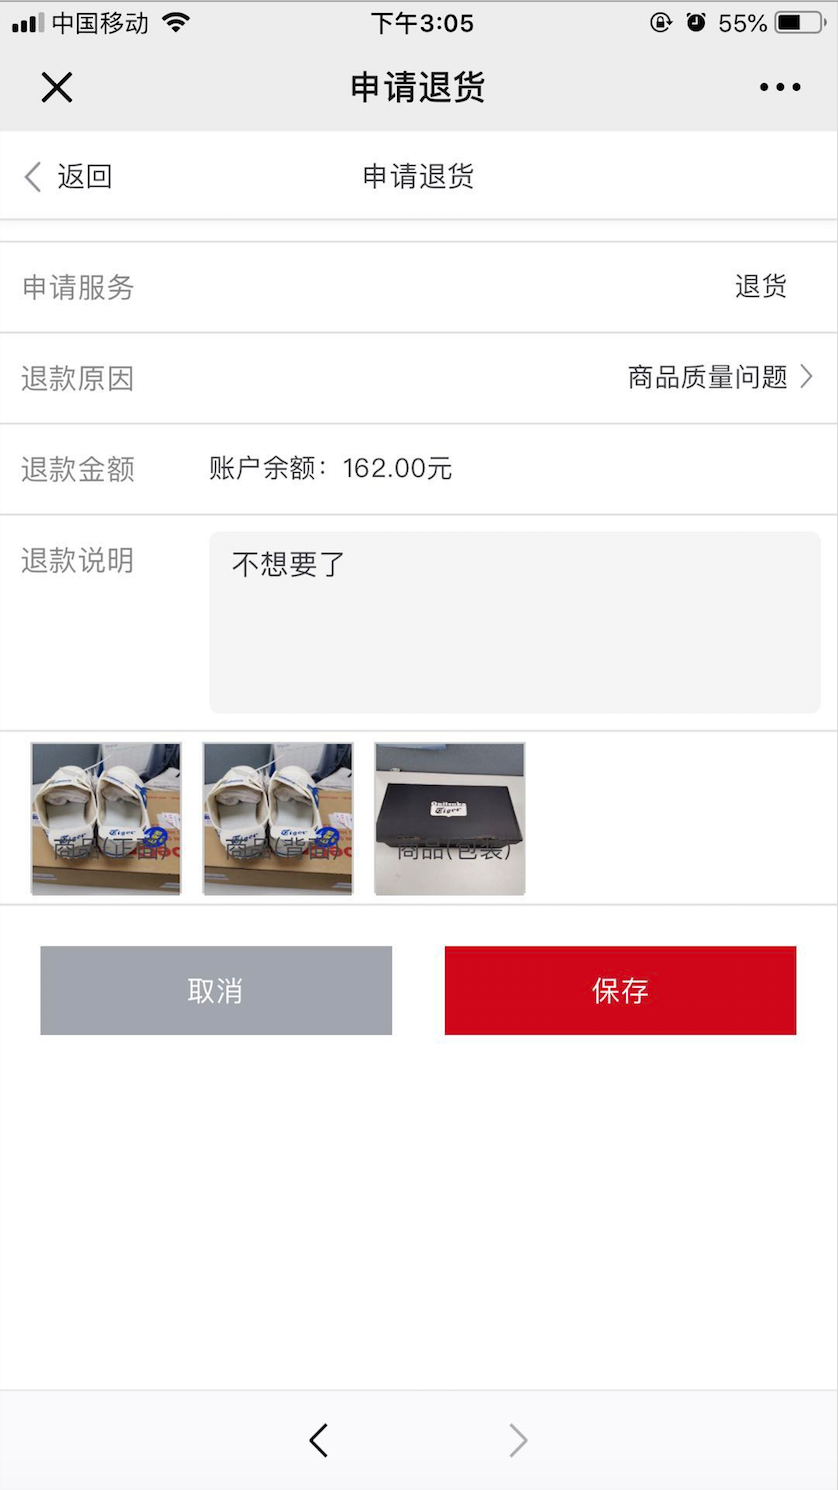 中国移动
下午3:05
55%
申请退货
返回
申请退货
申请服务
退货
退款原因
商品质量问题
退款金额
账户余额：162.00元
退款说明
不想要了
Tiger
商品(正面)
Tiger
商品(背面)
Tiger
商品(包装)
取消
保存